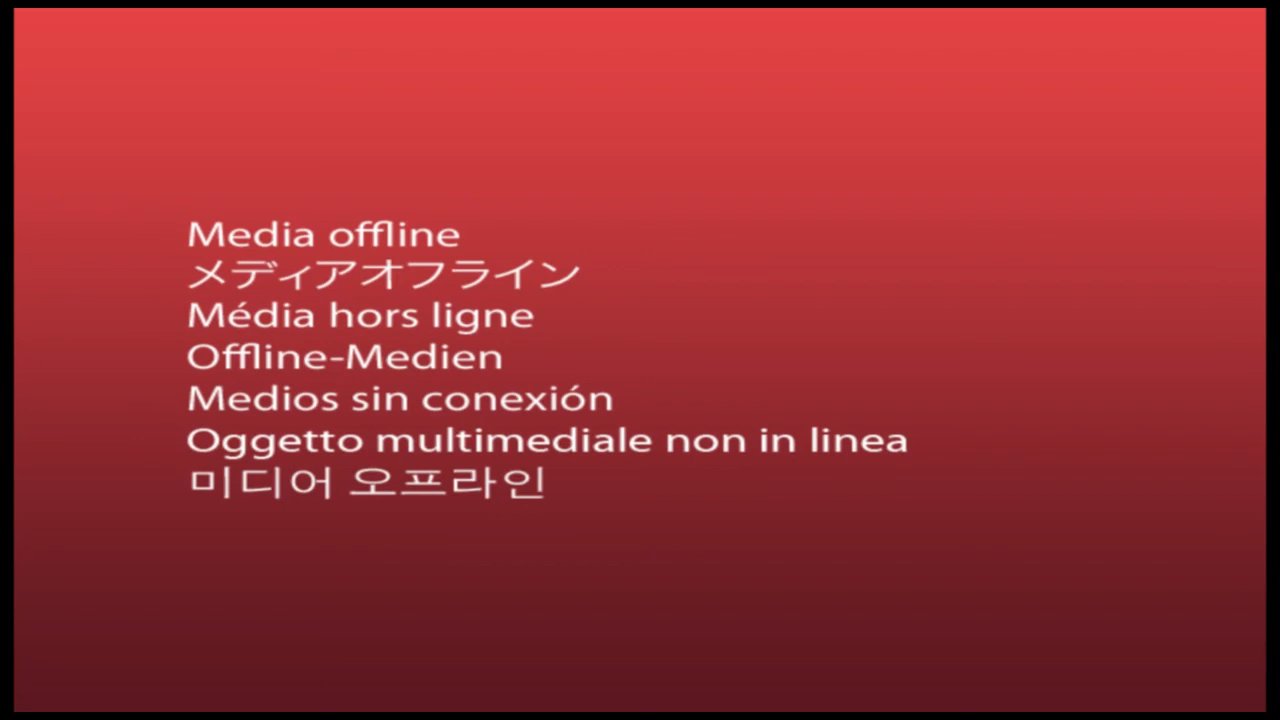 Media offline
メディアオフライン
Média hors ligne
Offline-Medien
Medios sin conexión
Oggetto multimediale non in linea
미디어 오프라인